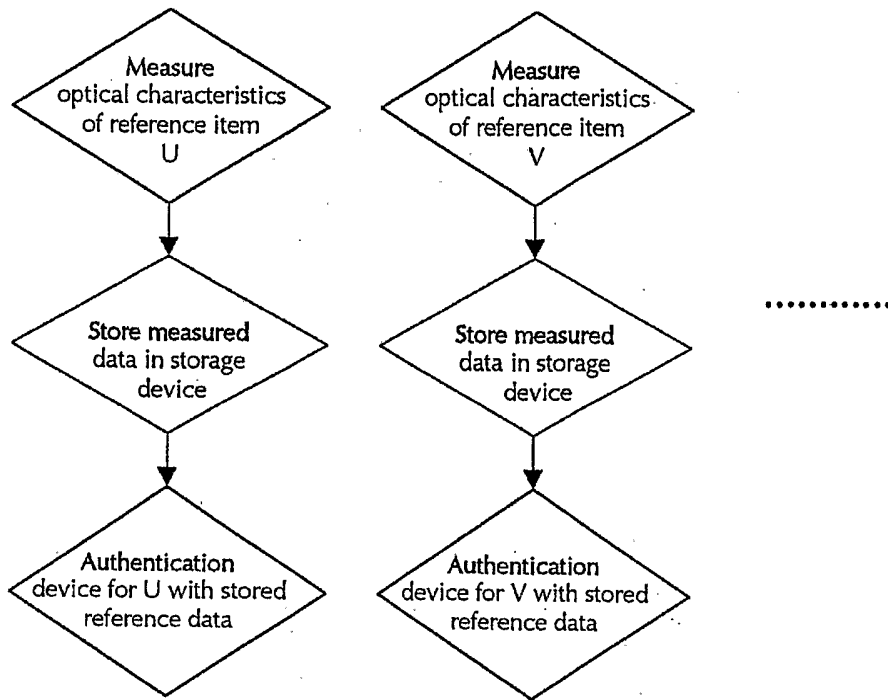 Measure
optical characteristics
of reference item
U
Store measured
data in storage
device
Authentication
device for U with stored
reference data
Measure
optical characteristics
of reference item
V
Store measured
data in storage
device
Authentication
device for V with stored
reference data